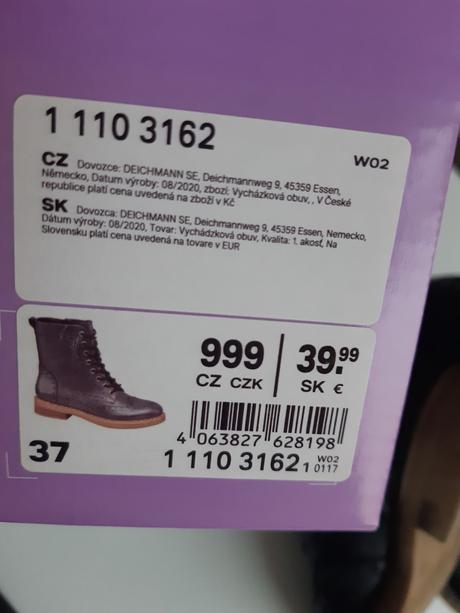 1 110 3162
W02
CZ Dovozce: DEICHMANN SE, Deichmannweg 9, 45359 Essen,
Německo, Datum výroby: 08/2020, zbozí: Vycházková obuv, , V České
republice platí cena uvedená na zboží v Kč
SK Dovozca: DEICHMANN SE, Deichmannweg 9, 45359 Essen, Nemecko,
Dátum výroby: 08/2020, Tovar: Vychádzková obuv, Kvalita: 1. akosť, Na
Slovensku platí cena uvedená na tovare v EUR
999
CZ CZK
39.99
SK €
4 063827 628198
37
1 110 3162 1
W02
0117